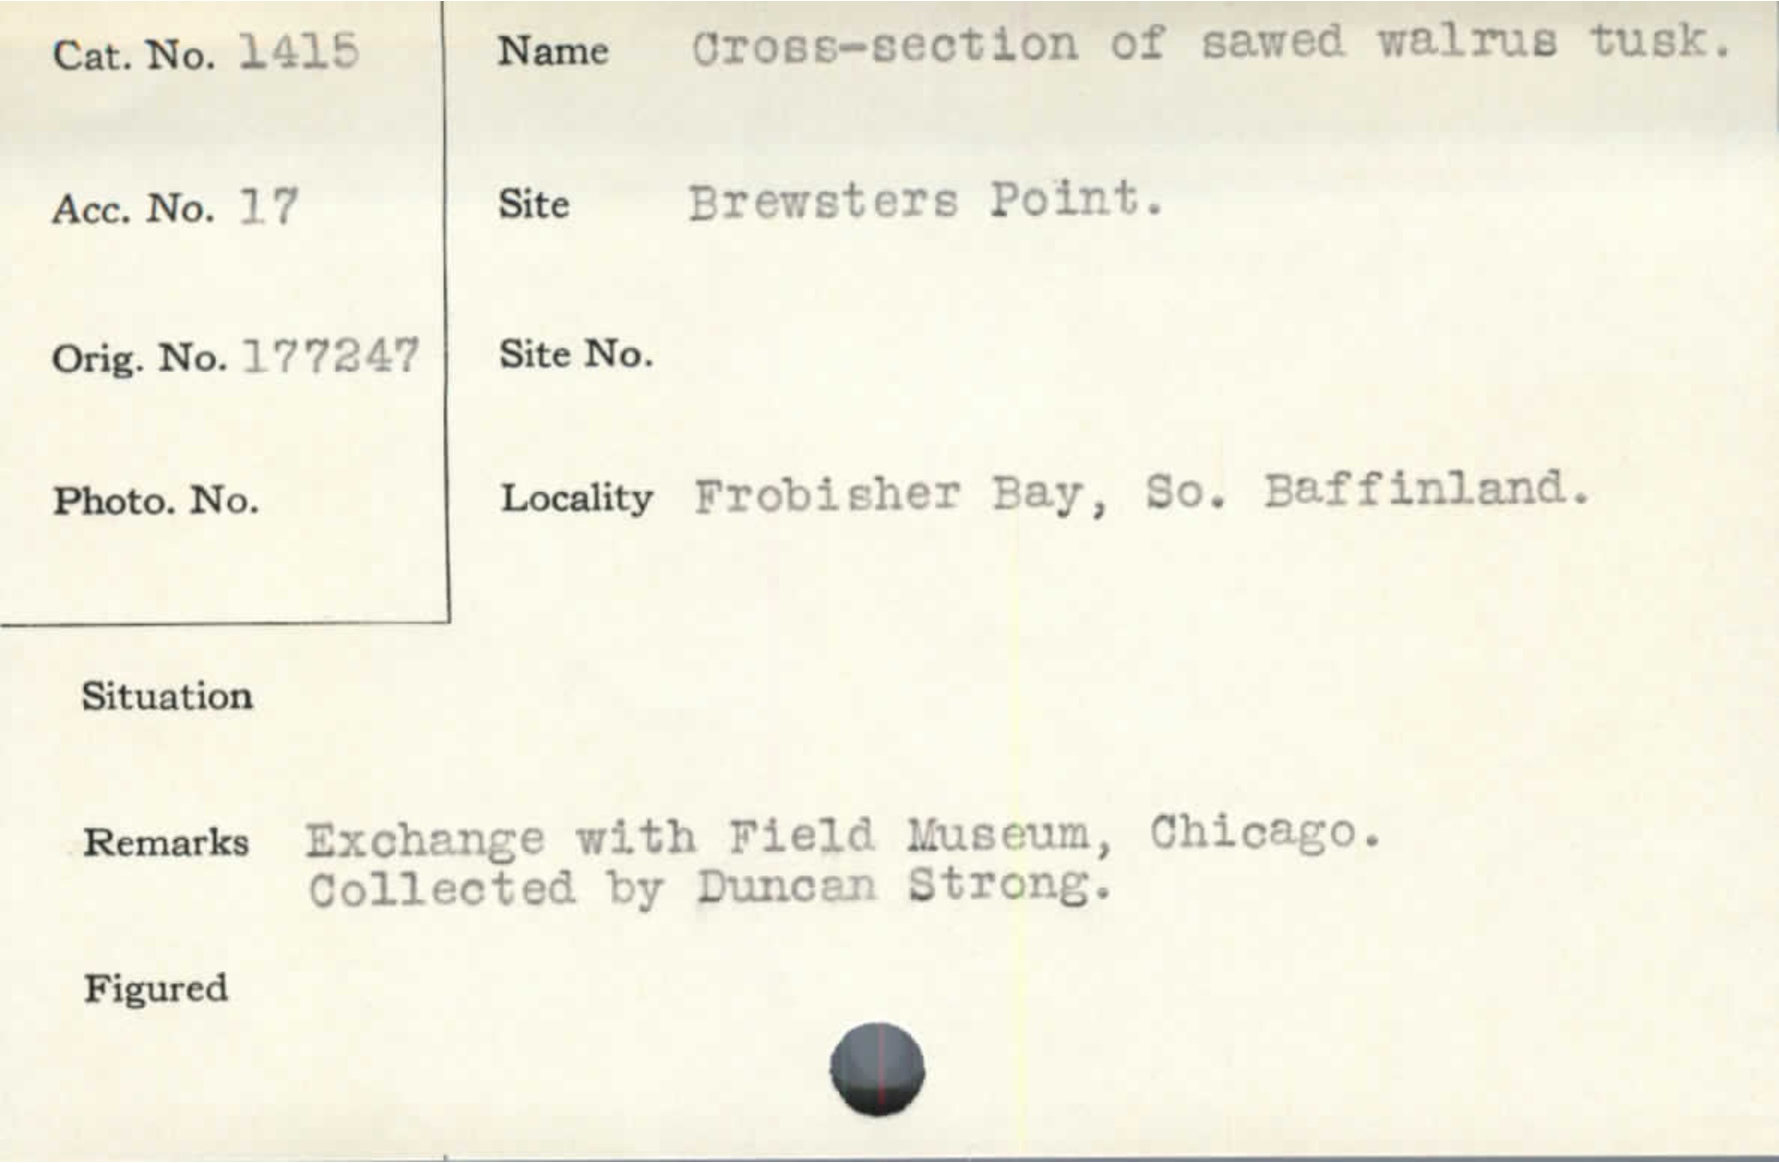 Cat. No. 1415
Name Cross-section of sawed walrus tusk.
Acc. No. 17
Site Brewsters Point.
Orig. No. 177247
Site No.
Photo. No.
Locality Frobisher Bay, So. Baffinland.
Situation
Remarks Exchange with Field Museum, Chicago.
Collected by Duncan Strong.
Figured